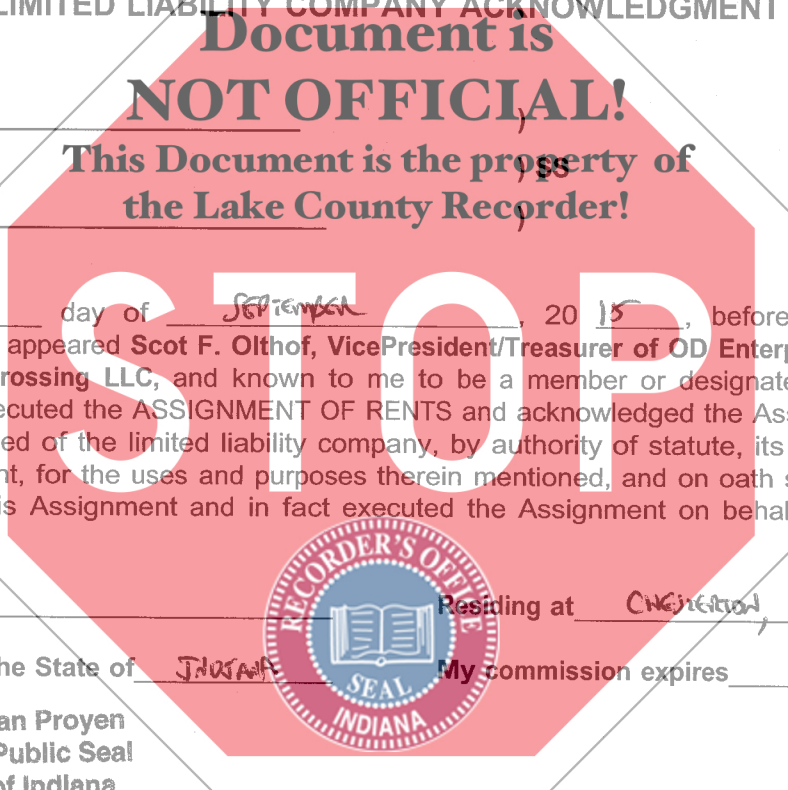 LIMITED LIABILITY COMPANY ACKNOWLEDGMENT
Document is
NOT OFFICIAL!
)
This Document is the property of
) SS
the Lake County Recorder!
)
day of SEPTEMBER, 20 15, before
appeared Scot F. Olthof, VicePresident/Treasurer of OD Enterp
rossing LLC, and known to me to be a member or designate
ecuted the ASSIGNMENT OF RENTS and acknowledged the Ass
ed of the limited liability company, by authority of statute, its
nt, for the uses and purposes therein mentioned, and on oath s
is Assignment and in fact executed the Assignment on behal
STOP
RECORDER'S OFFICE
SEAL
INDIANA
Residing at CHESTERTON,
he State of INDIANA My commission expires
an Proyen
Public Seal
of Indiana